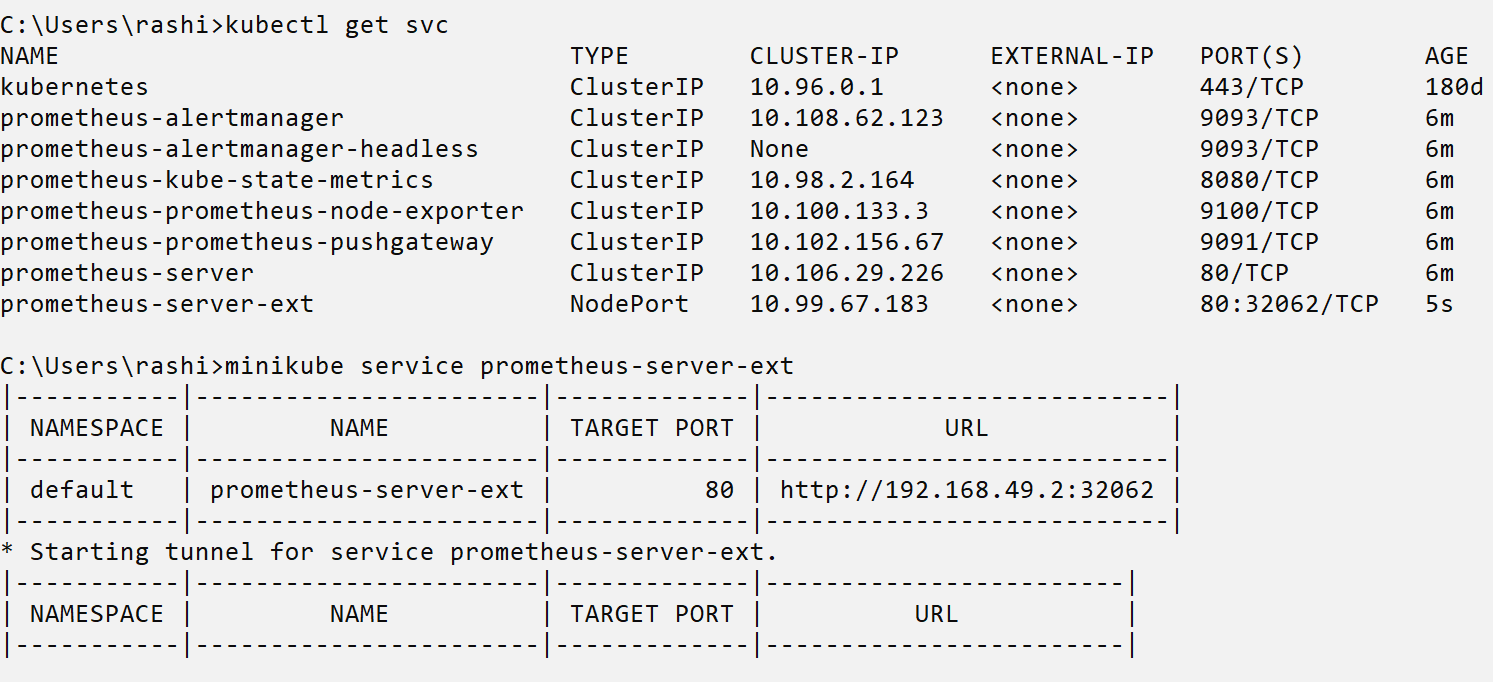 C:\Users\rashi>kubectl get svc
NAME                                  TYPE        CLUSTER-IP      EXTERNAL-IP   PORT(S)        AGE
kubernetes                            ClusterIP   10.96.0.1       <none>        443/TCP        180d
prometheus-alertmanager               ClusterIP   10.108.62.123   <none>        9093/TCP       6m
prometheus-alertmanager-headless      ClusterIP   None            <none>        9093/TCP       6m
prometheus-kube-state-metrics         ClusterIP   10.98.2.164     <none>        8080/TCP       6m
prometheus-prometheus-node-exporter   ClusterIP   10.100.133.3    <none>        9100/TCP       6m
prometheus-prometheus-pushgateway     ClusterIP   10.102.156.67   <none>        9091/TCP       6m
prometheus-server                     ClusterIP   10.106.29.226   <none>        80/TCP         6m
prometheus-server-ext                 NodePort    10.99.67.183    <none>        80:32062/TCP   5s
C:\Users\rashi>minikube service prometheus-server-ext
|-----------|-----------------------|-------------|---------------------------|
| NAMESPACE |         NAME          | TARGET PORT |            URL            |
|-----------|-----------------------|-------------|---------------------------|
| default   | prometheus-server-ext |          80 | http://192.168.49.2:32062 |
|-----------|-----------------------|-------------|---------------------------|
* Starting tunnel for service prometheus-server-ext.
|-----------|-----------------------|-------------|------------------------|
| NAMESPACE |         NAME          | TARGET PORT |          URL           |
|-----------|-----------------------|-------------|------------------------|